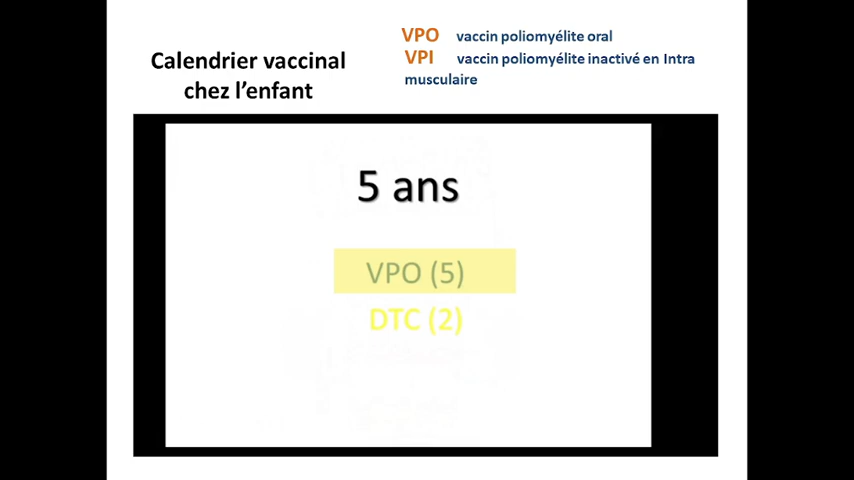 Calendrier vaccinal
chez l'enfant
VPO vaccin poliomyélite oral
VPI vaccin poliomyélite inactivé en Intra
musculaire
5 ans
VPO (5)
DTC (2)